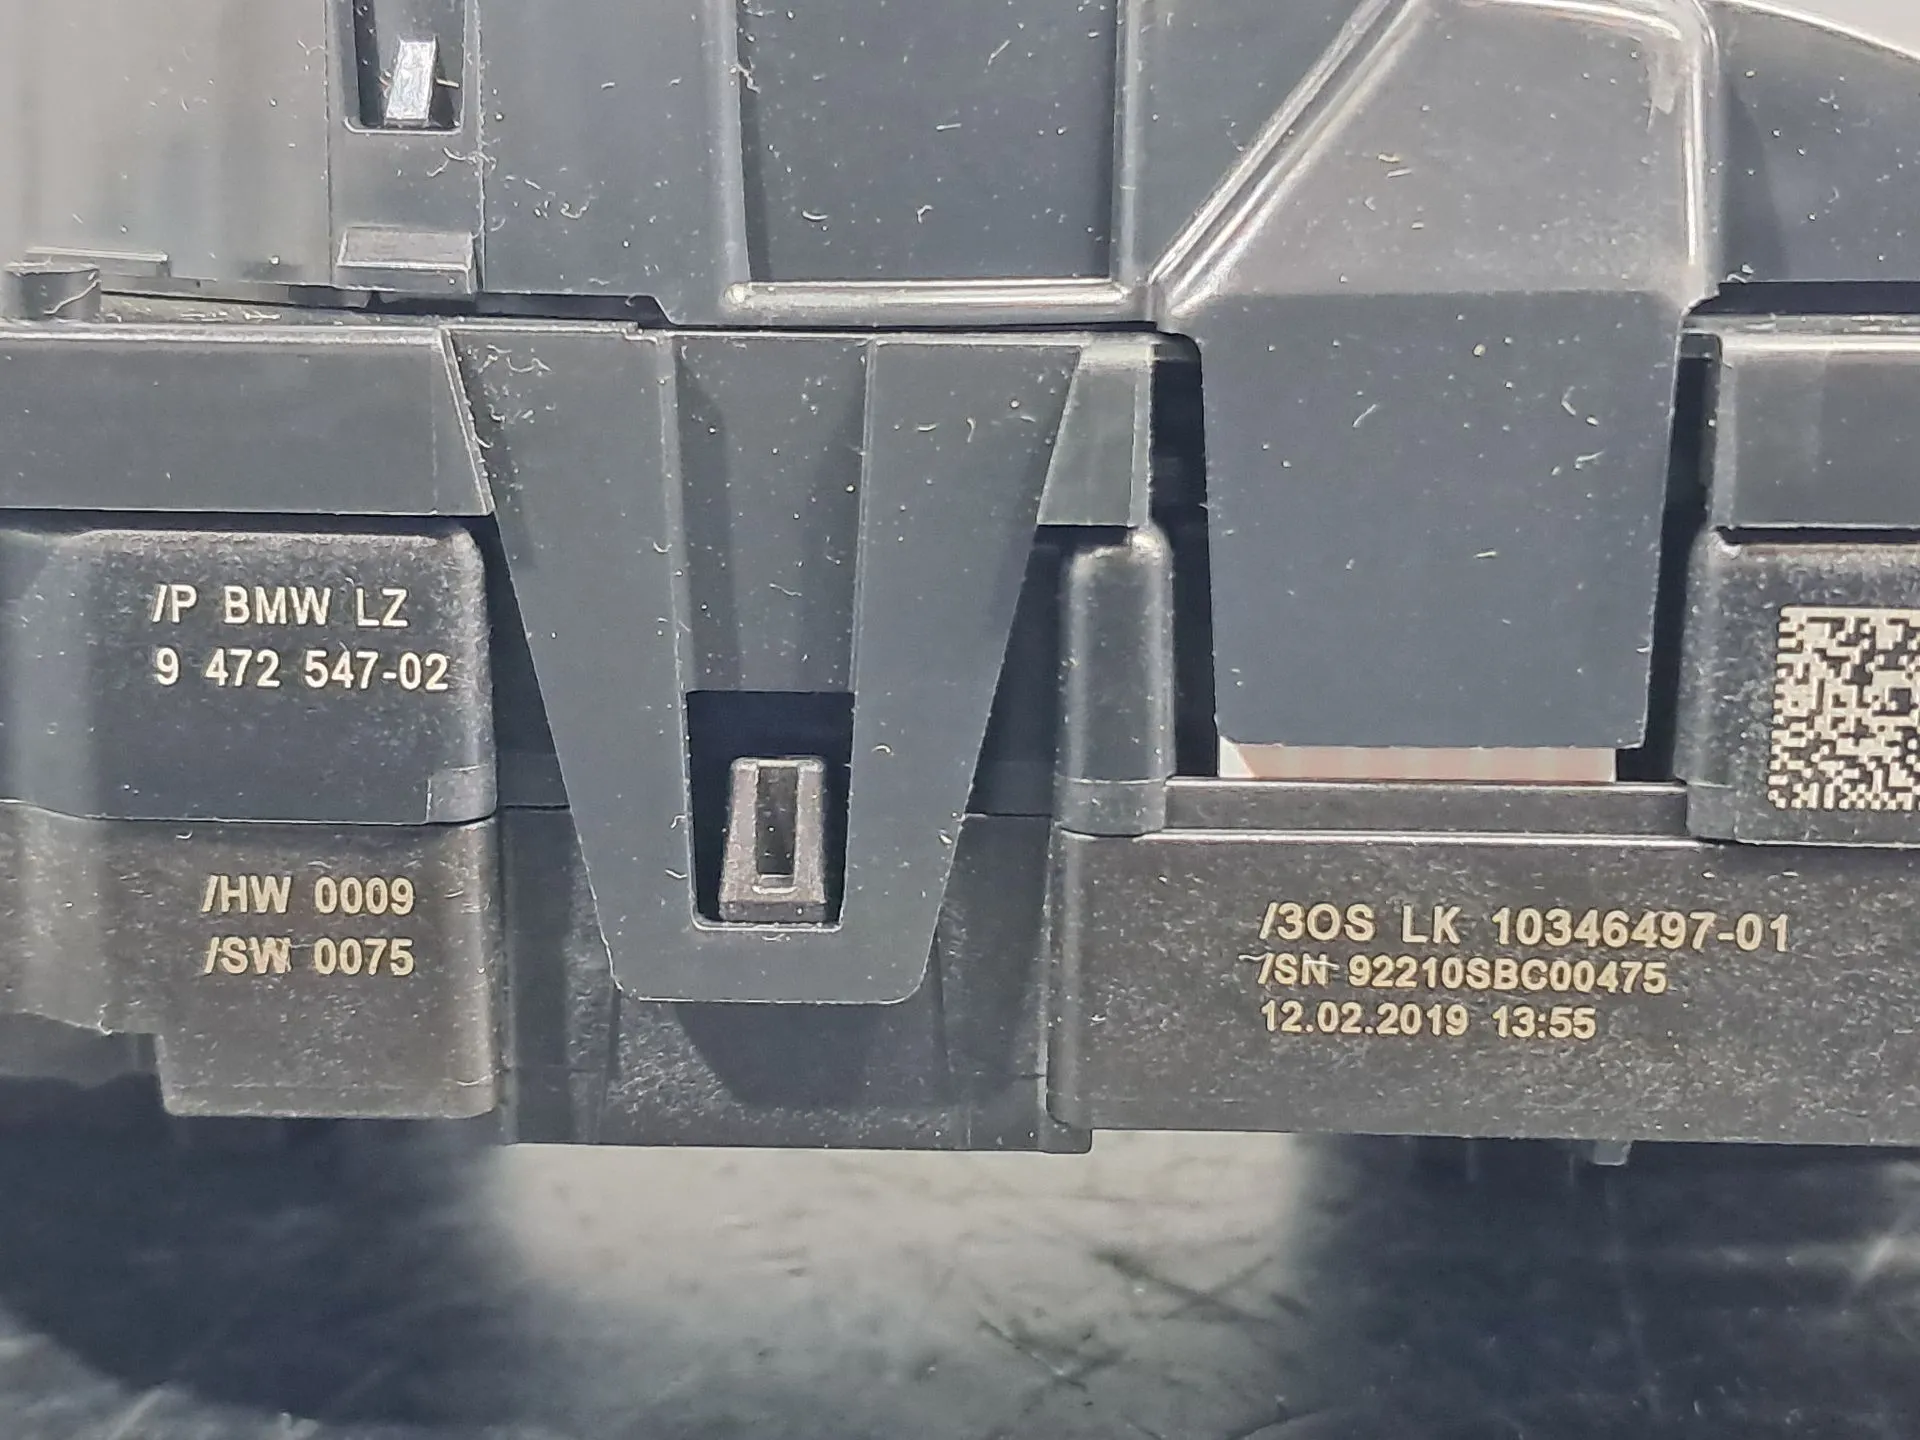 /P BMW LZ
9 472 547-02
/HW 0009
/SW 0075
/3OS LK 10346497-01
/SN 92210SBC00475
12.02.2019 13:55